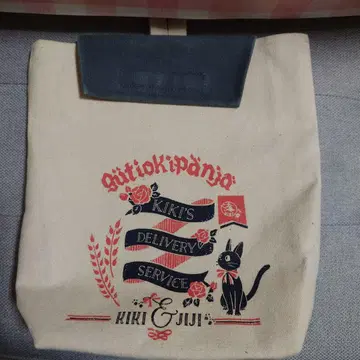 gütiokipänjä
KIKI'S
DELIVERY
SERVICE
KIKI & JIJI